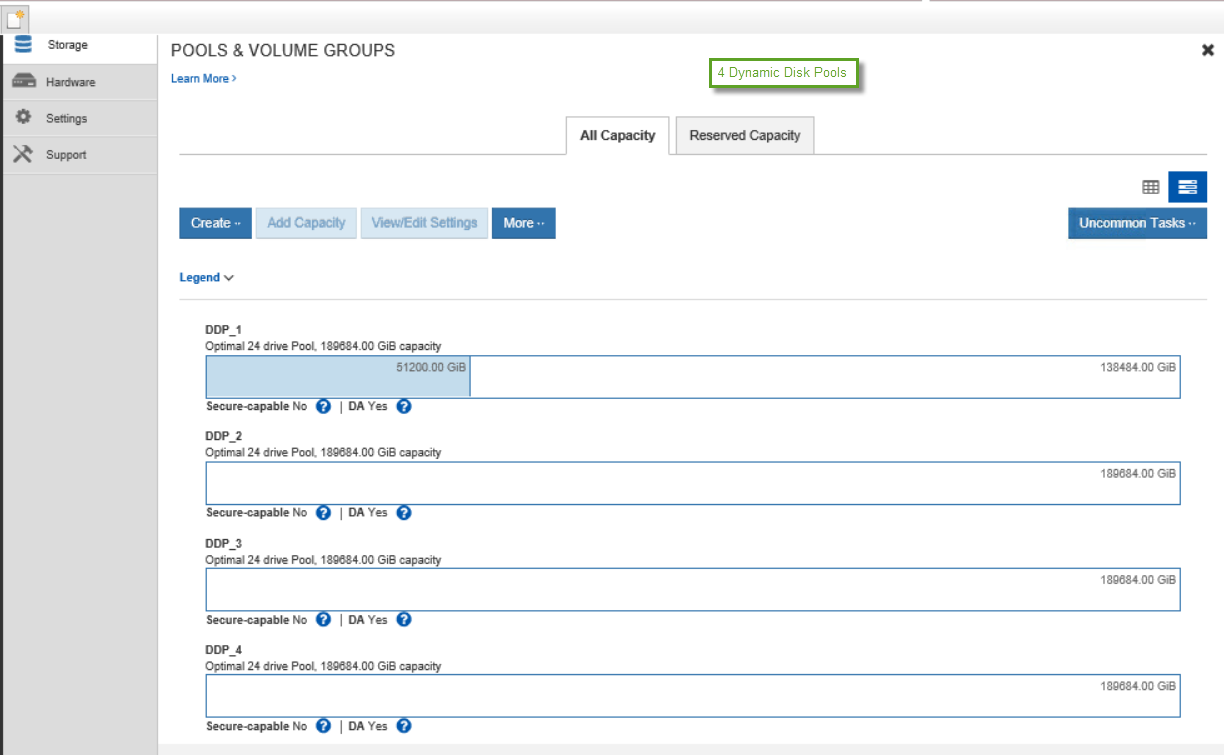 Storage
POOLS & VOLUME GROUPS
4 Dynamic Disk Pools
Hardware
Learn More ›
Settings
Support
All Capacity
Reserved Capacity
Create ··
Add Capacity
View/Edit Settings
More ··
Uncommon Tasks ··
Legend
DDP_1
Optimal 24 drive Pool, 189684.00 GiB capacity
51200.00 GiB
138484.00 GiB
Secure-capable No ? | DA Yes ?
DDP_2
Optimal 24 drive Pool, 189684.00 GiB capacity
189684.00 GiB
Secure-capable No ? | DA Yes ?
DDP_3
Optimal 24 drive Pool, 189684.00 GiB capacity
189684.00 GiB
Secure-capable No ? | DA Yes ?
DDP_4
Optimal 24 drive Pool, 189684.00 GiB capacity
189684.00 GiB
Secure-capable No ? | DA Yes ?